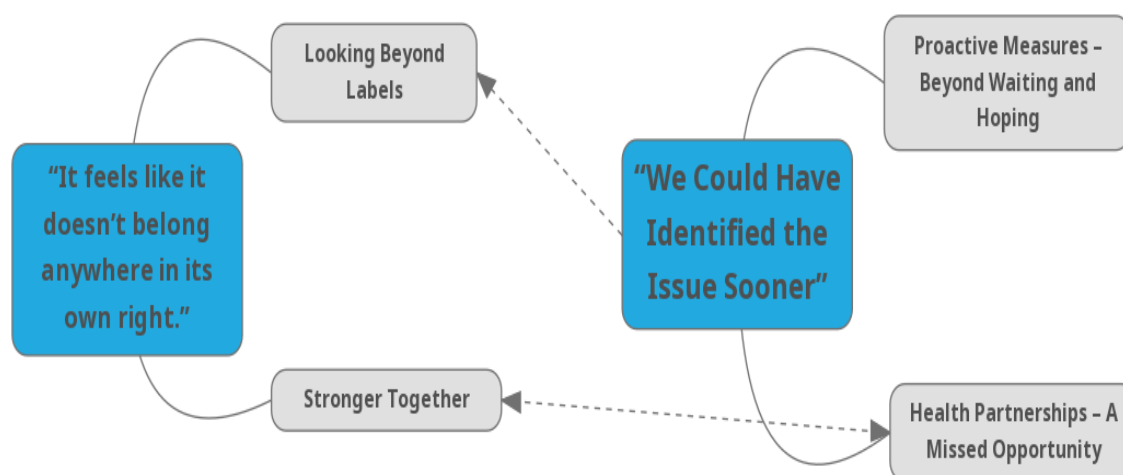 Looking Beyond
Labels
“It feels like it
doesn’t belong
anywhere in its
own right.”
Stronger Together
Proactive Measures –
Beyond Waiting and
Hoping
“We Could Have
Identified the
Issue Sooner”
Health Partnerships – A
Missed Opportunity